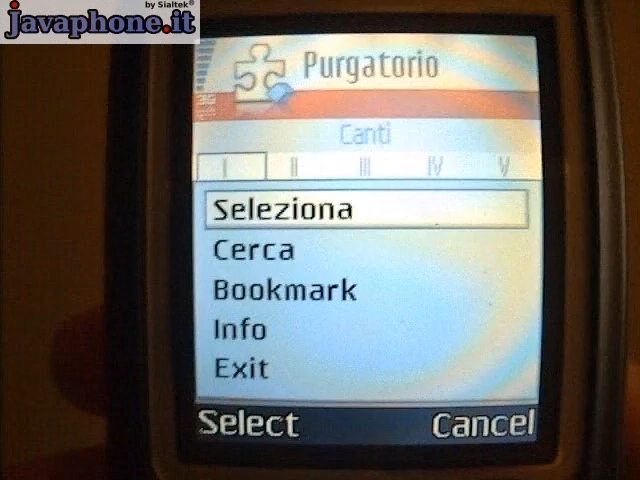 by Sialtek®
Javaphone.it
Purgatorio
Canti
I II III IV V
Seleziona
Cerca
Bookmark
Info
Exit
Select Cancel